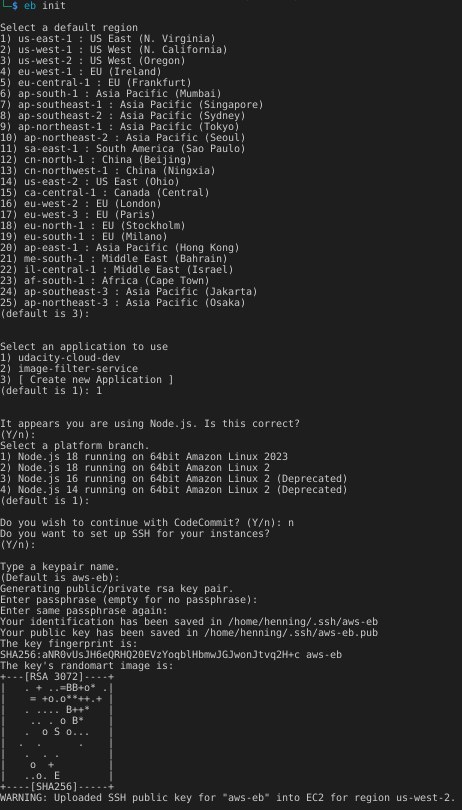 └─$ eb init

Select a default region
1) us-east-1 : US East (N. Virginia)
2) us-west-1 : US West (N. California)
3) us-west-2 : US West (Oregon)
4) eu-west-1 : EU (Ireland)
5) eu-central-1 : EU (Frankfurt)
6) ap-south-1 : Asia Pacific (Mumbai)
7) ap-southeast-1 : Asia Pacific (Singapore)
8) ap-southeast-2 : Asia Pacific (Sydney)
9) ap-northeast-1 : Asia Pacific (Tokyo)
10) ap-northeast-2 : Asia Pacific (Seoul)
11) sa-east-1 : South America (Sao Paulo)
12) cn-north-1 : China (Beijing)
13) cn-northwest-1 : China (Ningxia)
14) us-east-2 : US East (Ohio)
15) ca-central-1 : Canada (Central)
16) eu-west-2 : EU (London)
17) eu-west-3 : EU (Paris)
18) eu-north-1 : EU (Stockholm)
19) eu-south-1 : EU (Milano)
20) ap-east-1 : Asia Pacific (Hong Kong)
21) me-south-1 : Middle East (Bahrain)
22) il-central-1 : Middle East (Israel)
23) af-south-1 : Africa (Cape Town)
24) ap-southeast-3 : Asia Pacific (Jakarta)
25) ap-northeast-3 : Asia Pacific (Osaka)
(default is 3):

Select an application to use
1) udacity-cloud-dev
2) image-filter-service
3) [ Create new Application ]
(default is 1): 1

It appears you are using Node.js. Is this correct?
(Y/n):
Select a platform branch.
1) Node.js 18 running on 64bit Amazon Linux 2023
2) Node.js 18 running on 64bit Amazon Linux 2
3) Node.js 16 running on 64bit Amazon Linux 2 (Deprecated)
4) Node.js 14 running on 64bit Amazon Linux 2 (Deprecated)
(default is 1):

Do you wish to continue with CodeCommit? (Y/n): n
Do you want to set up SSH for your instances?
(Y/n):

Type a keypair name.
(Default is aws-eb):
Generating public/private rsa key pair.
Enter passphrase (empty for no passphrase):
Enter same passphrase again:
Your identification has been saved in /home/henning/.ssh/aws-eb
Your public key has been saved in /home/henning/.ssh/aws-eb.pub
The key fingerprint is:
SHA256:aNR0vUsJH6eQRHQ20EVzYoqblHbmwJGJwonJtvq2H+c aws-eb
The key's randomart image is:
+---[RSA 3072]----+
|   . + ..=BB+o* .|
|    = +o.o**++.+ |
|   . .... B++*   |
|    .. . o B*    |
|   .  o S o...   |
|  .  .      .    |
|   .  . .        |
|    o  +         |
|   ..o. E        |
+----[SHA256]-----+
WARNING: Uploaded SSH public key for "aws-eb" into EC2 for region us-west-2.